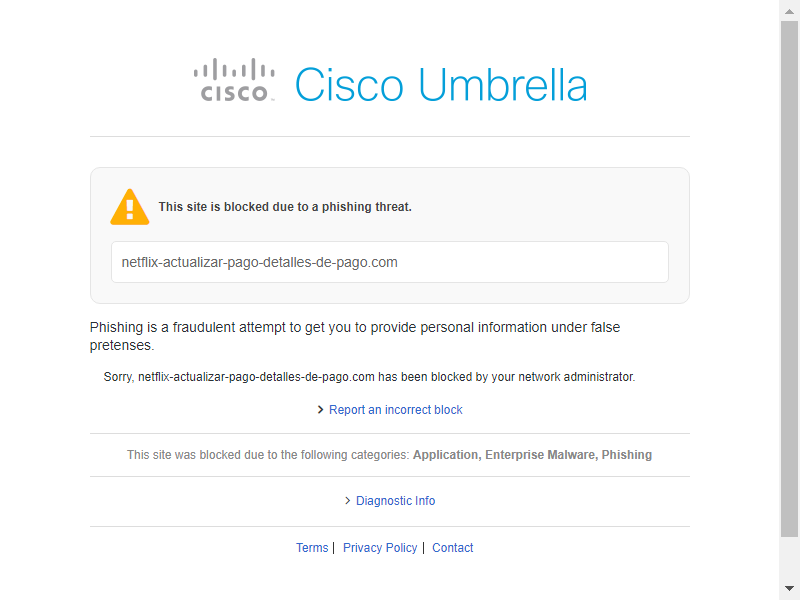 CISCO
Cisco Umbrella
This site is blocked due to a phishing threat.
netflix-actualizar-pago-detalles-de-pago.com
Phishing is a fraudulent attempt to get you to provide personal information under false
pretenses.
Sorry, netflix-actualizar-pago-detalles-de-pago.com has been blocked by your network administrator.
> Report an incorrect block
This site was blocked due to the following categories: Application, Enterprise Malware, Phishing
> Diagnostic Info
Terms | Privacy Policy | Contact